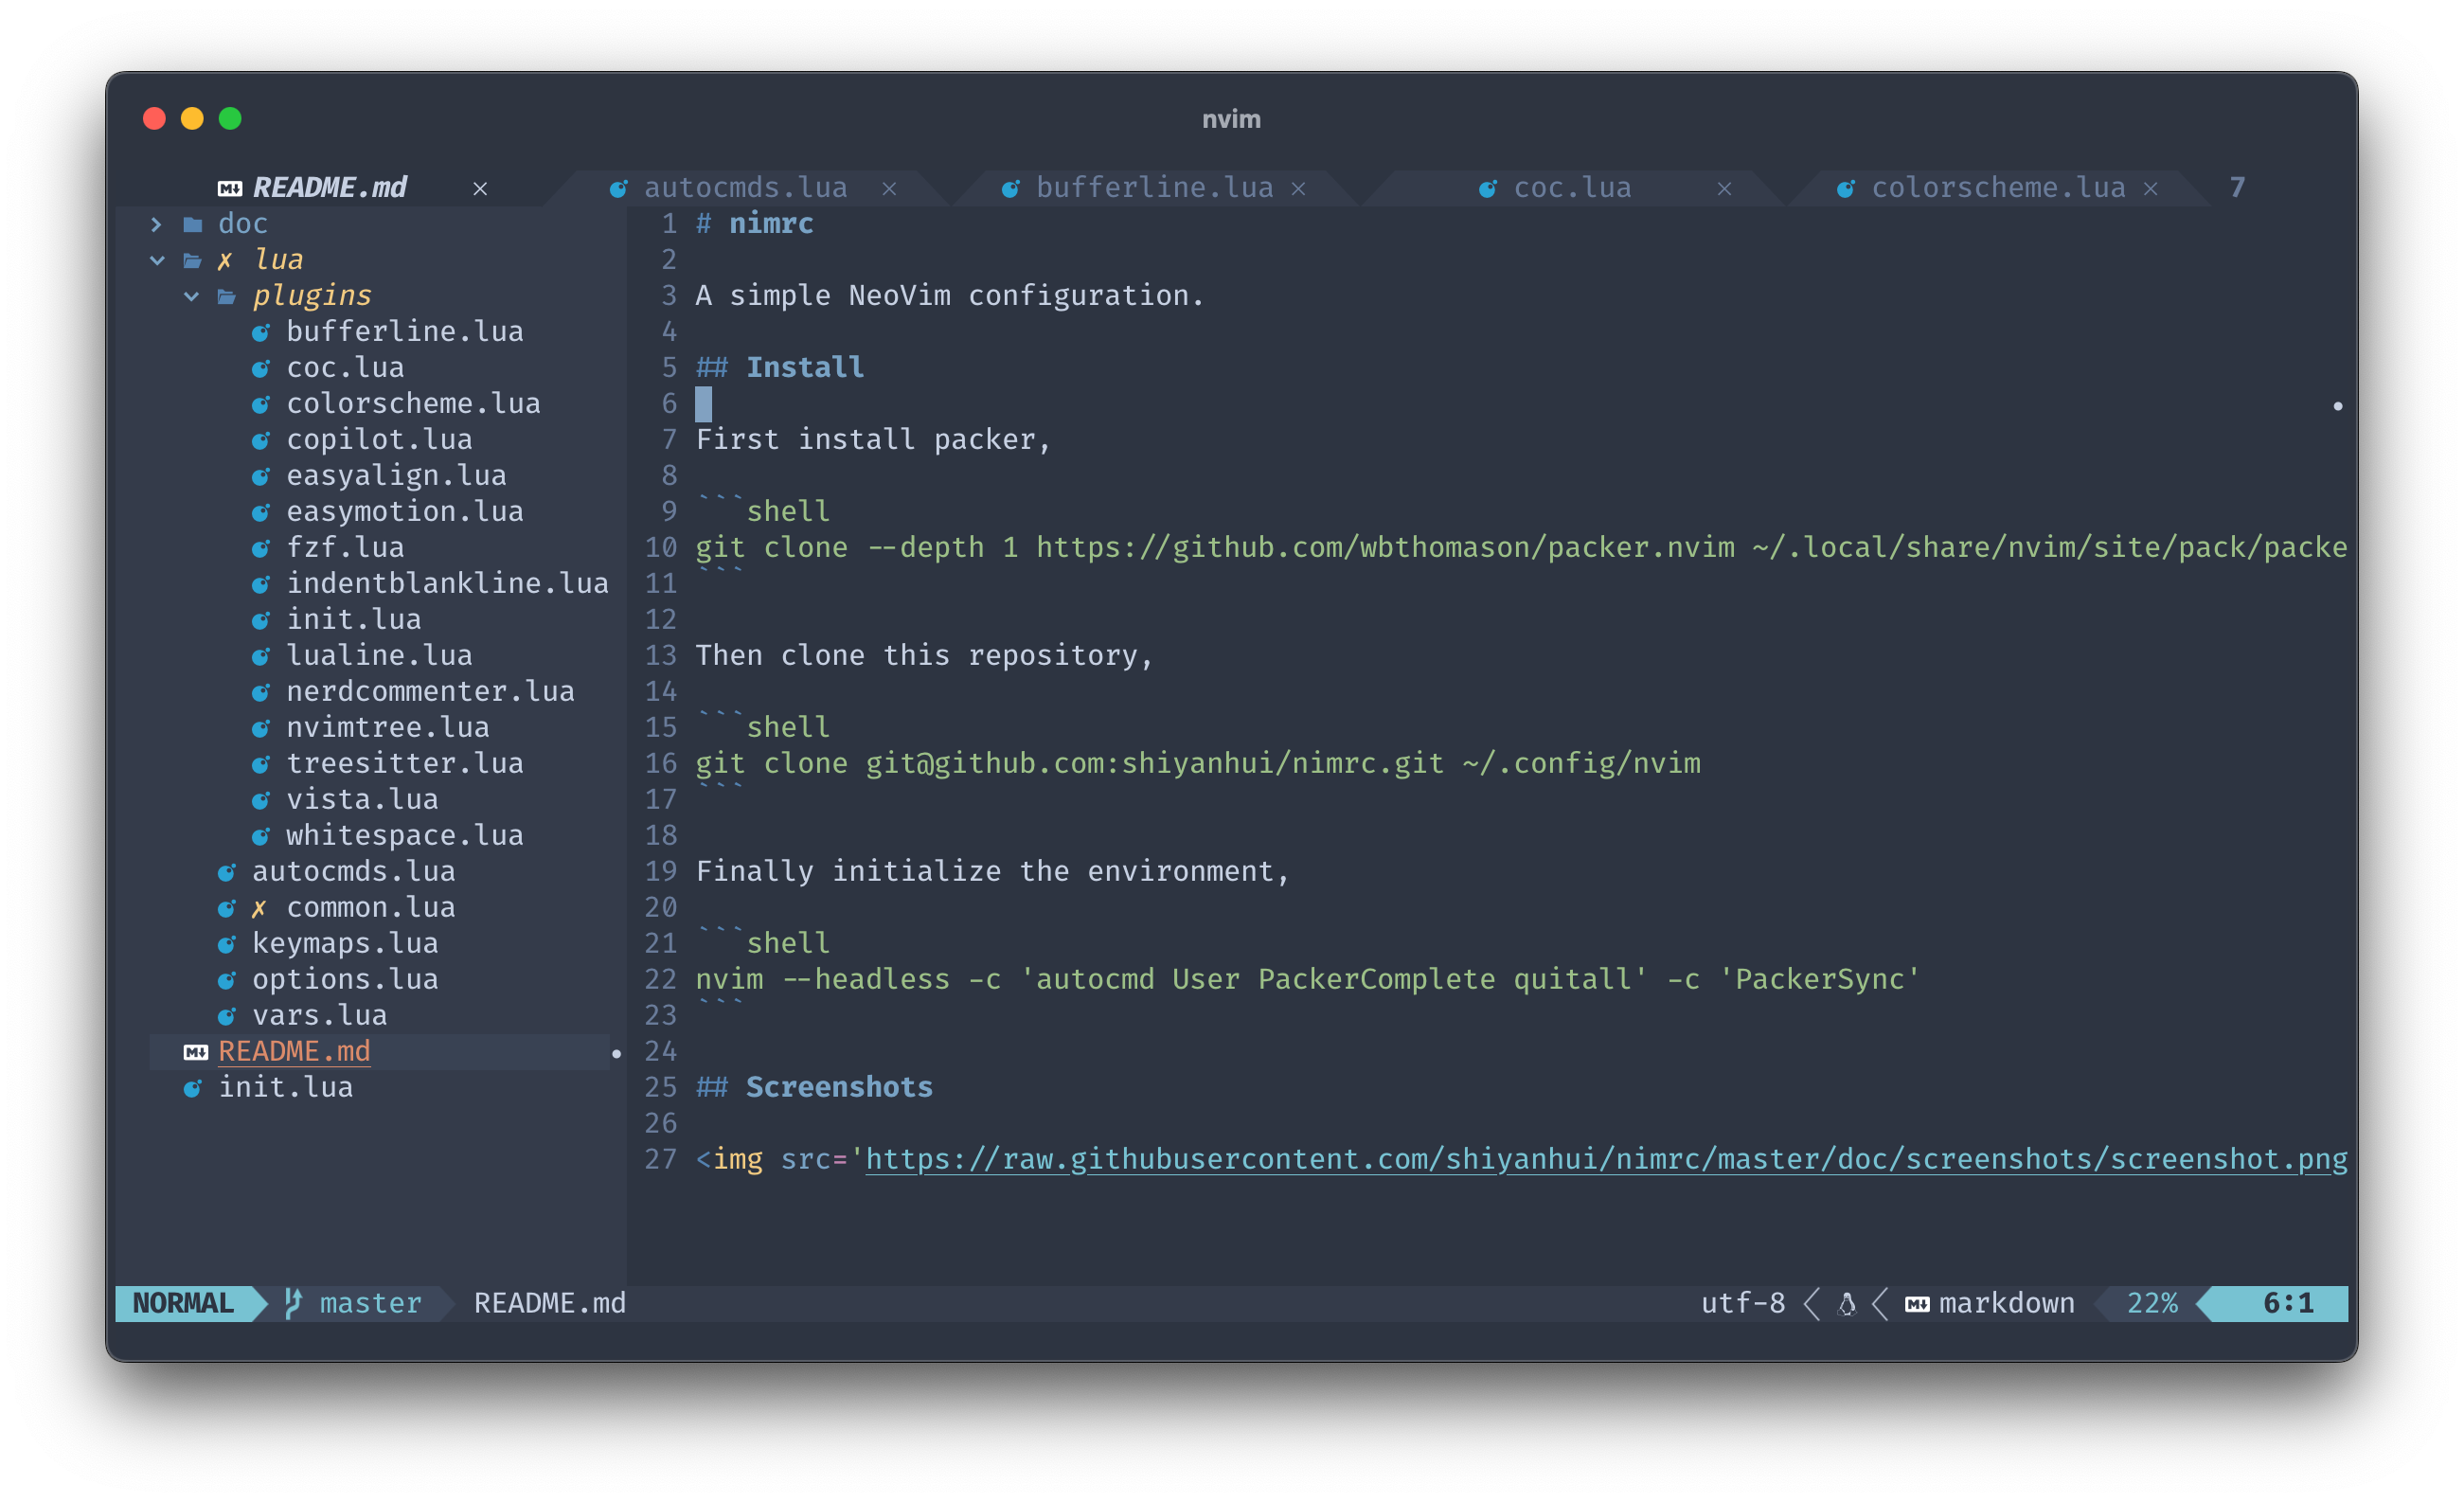 nvim
README.md × autocmds.lua × bufferline.lua × coc.lua × colorscheme.lua × 7
doc
✗ lua
plugins
bufferline.lua
coc.lua
colorscheme.lua
copilot.lua
easyalign.lua
easymotion.lua
fzf.lua
indentblankline.lua
init.lua
lualine.lua
nerdcommenter.lua
nvimtree.lua
treesitter.lua
vista.lua
whitespace.lua
autocmds.lua
✗ common.lua
keymaps.lua
options.lua
vars.lua
README.md
init.lua
1 # nimrc
2
3 A simple NeoVim configuration.
4
5 ## Install
6
7 First install packer,
8
9 ```shell
10 git clone --depth 1 https://github.com/wbthomason/packer.nvim ~/.local/share/nvim/site/pack/packe
11 ```
12
13 Then clone this repository,
14
15 ```shell
16 git clone git@github.com:shiyanhui/nimrc.git ~/.config/nvim
17 ```
18
19 Finally initialize the environment,
20
21 ```shell
22 nvim --headless -c 'autocmd User PackerComplete quitall' -c 'PackerSync'
23 ```
24
25 ## Screenshots
26
27 <img src='https://raw.githubusercontent.com/shiyanhui/nimrc/master/doc/screenshots/screenshot.png
NORMAL master README.md utf-8 markdown 22% 6:1